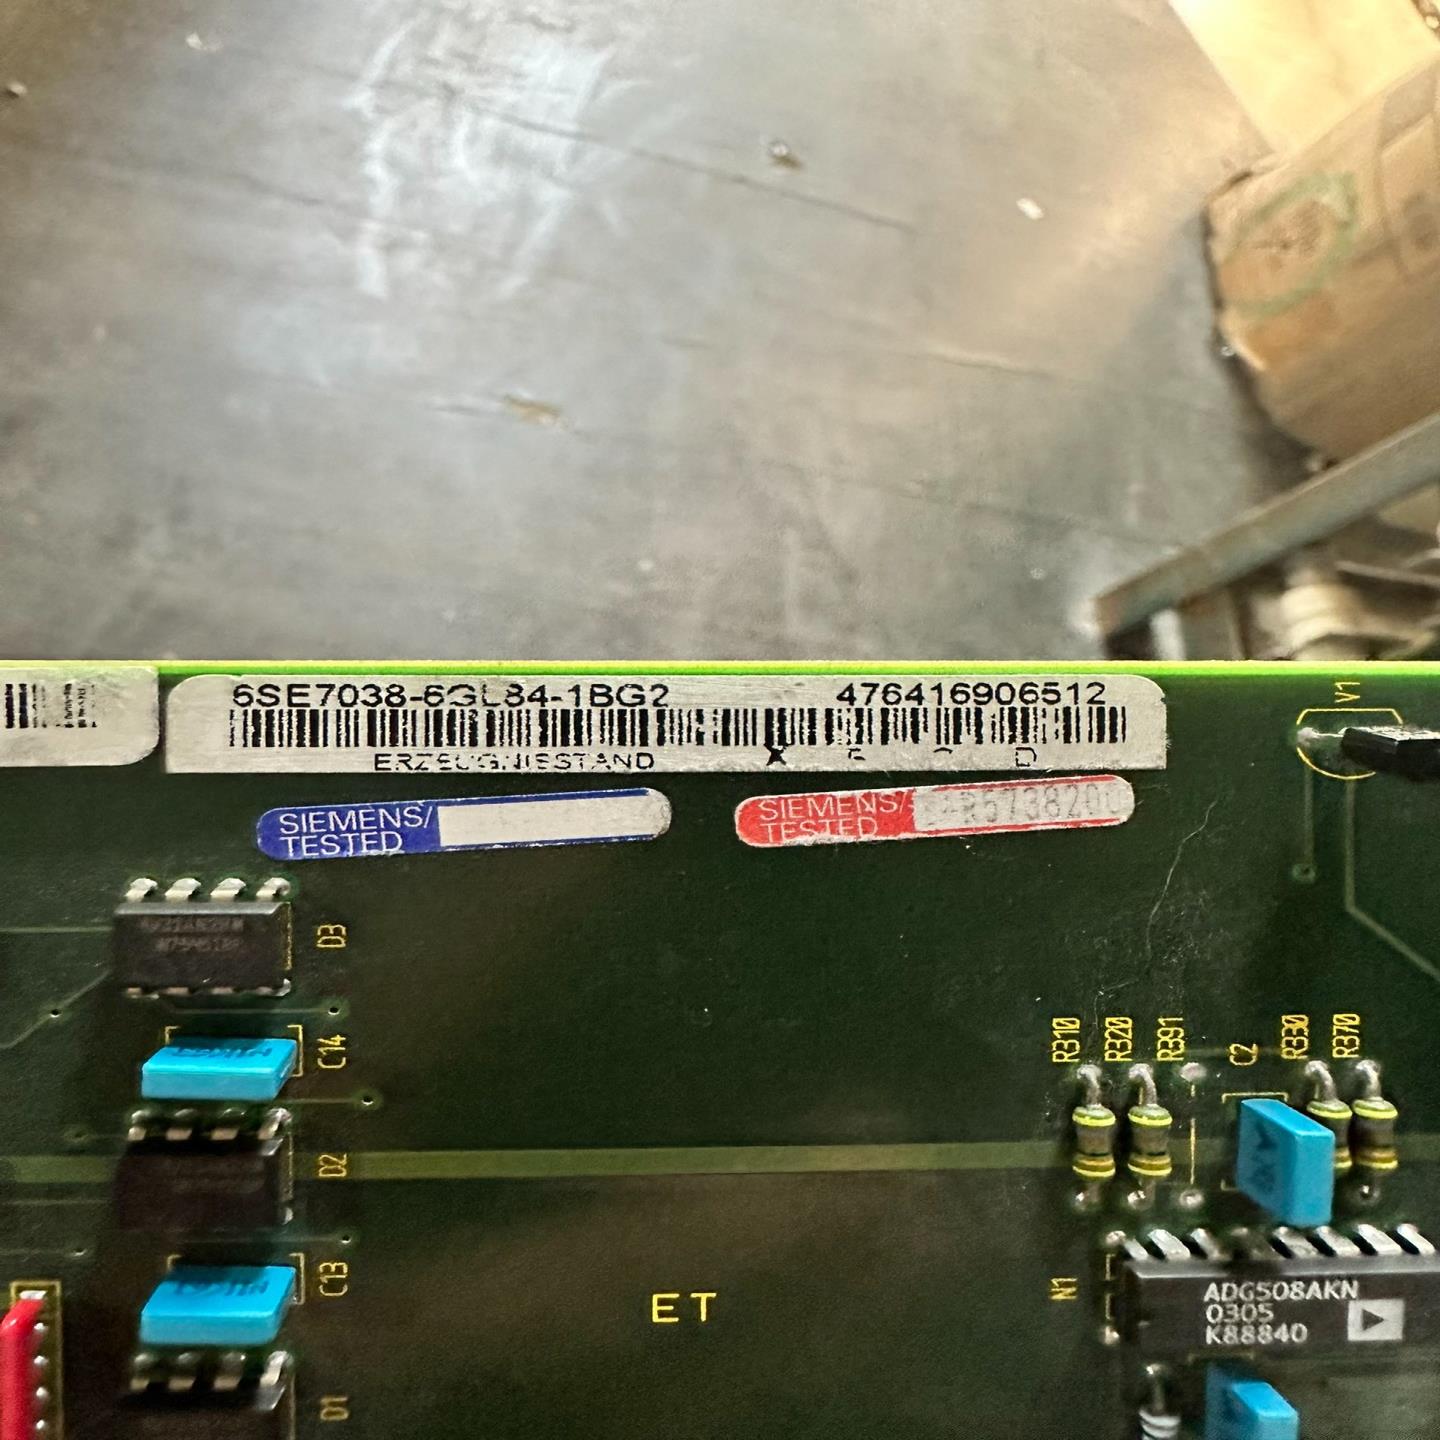 6SE7038-6GL84-1BG2 476416906512
ERZEUGNISSTAND X E C D
SIEMENS/
TESTED
SIEMENS/
TESTED
V1
D3
C14
R310
R320
R391
C2
R330
R370
D2
C13
N1
ET
ADG508AKN
0305
K88840
D1